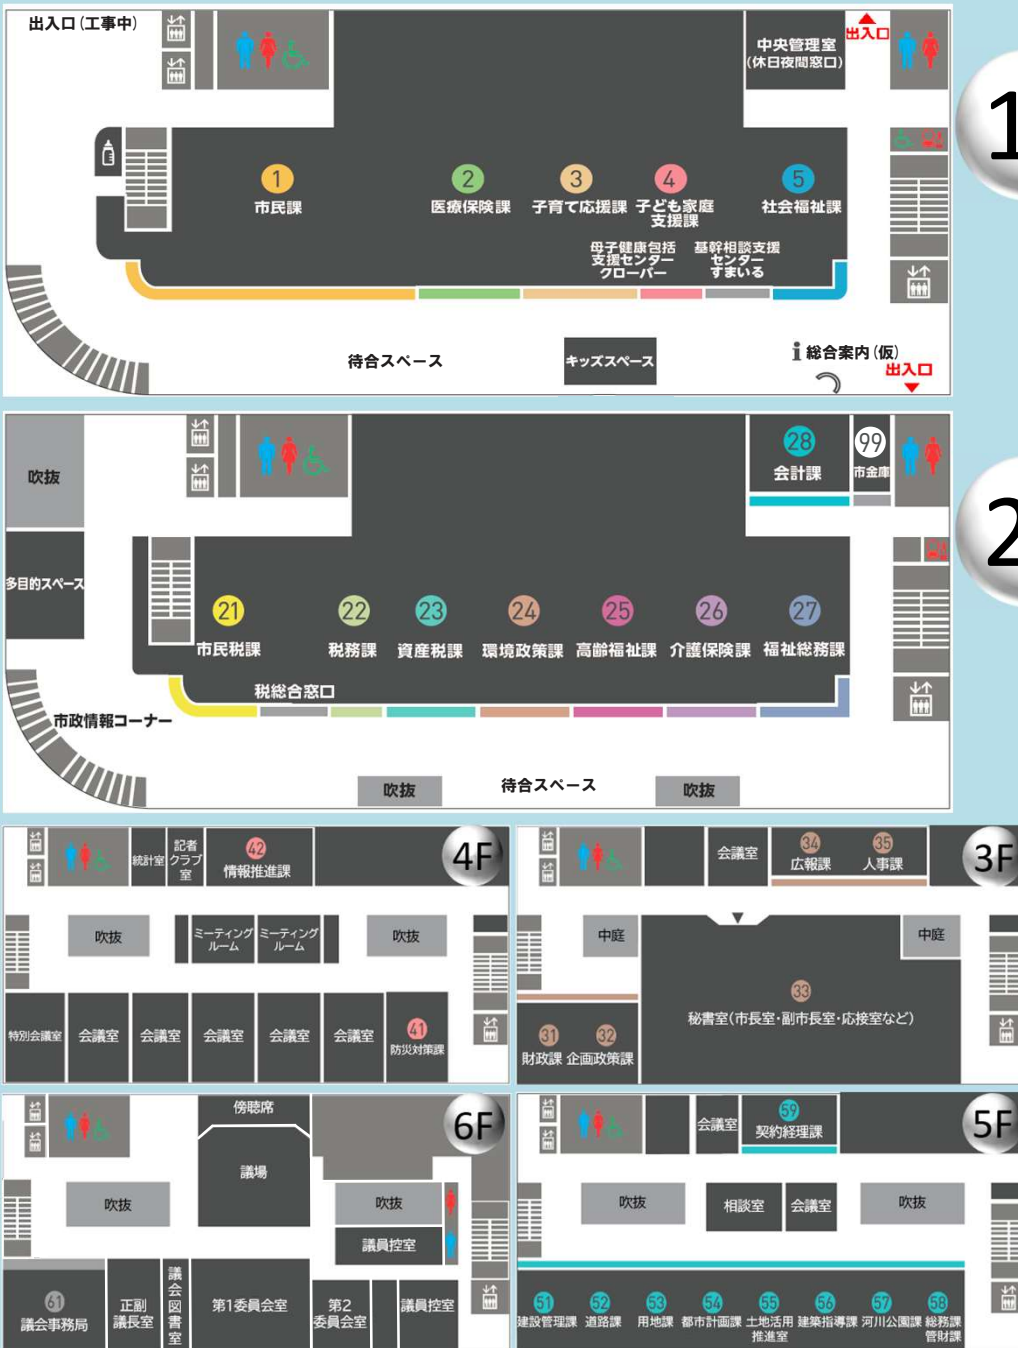 出入口(工事中)
中央管理室
(休日夜間窓口)
出入口
1
1
市民課
2
医療保険課
3
子育て応援課
4
子ども家庭
支援課
5
社会福祉課
母子健康包括
支援センター
クローバー
基幹相談支援
センター
すまいる
待合スペース
キッズスペース
i 総合案内(仮)
出入口
2
吹抜
28
会計課
99
市金庫
多目的スペース
21
市民税課
22
税務課
23
資産税課
24
環境政策課
25
高齢福祉課
26
介護保険課
27
福祉総務課
税総合窓口
市政情報コーナー
吹抜
待合スペース
吹抜
4F
統計室
記者
クラブ
室
42
情報推進課
吹抜
ミーティング
ルーム
ミーティング
ルーム
吹抜
特別会議室
会議室
会議室
会議室
会議室
会議室
41
防災対策課
3F
会議室
34
広報課
35
人事課
中庭
中庭
33
秘書室(市長室・副市長室・応接室など)
31
財政課
32
企画政策課
6F
傍聴席
議場
吹抜
吹抜
議員控室
61
議会事務局
正副
議長室
議会図書室
第1委員会室
第2
委員会室
議員控室
5F
会議室
59
契約経理課
吹抜
相談室
会議室
吹抜
51
建設管理課
52
道路課
53
用地課
54
都市計画課
55
土地活用
推進室
56
建築指導課
57
河川公園課
58
総務課
管財課